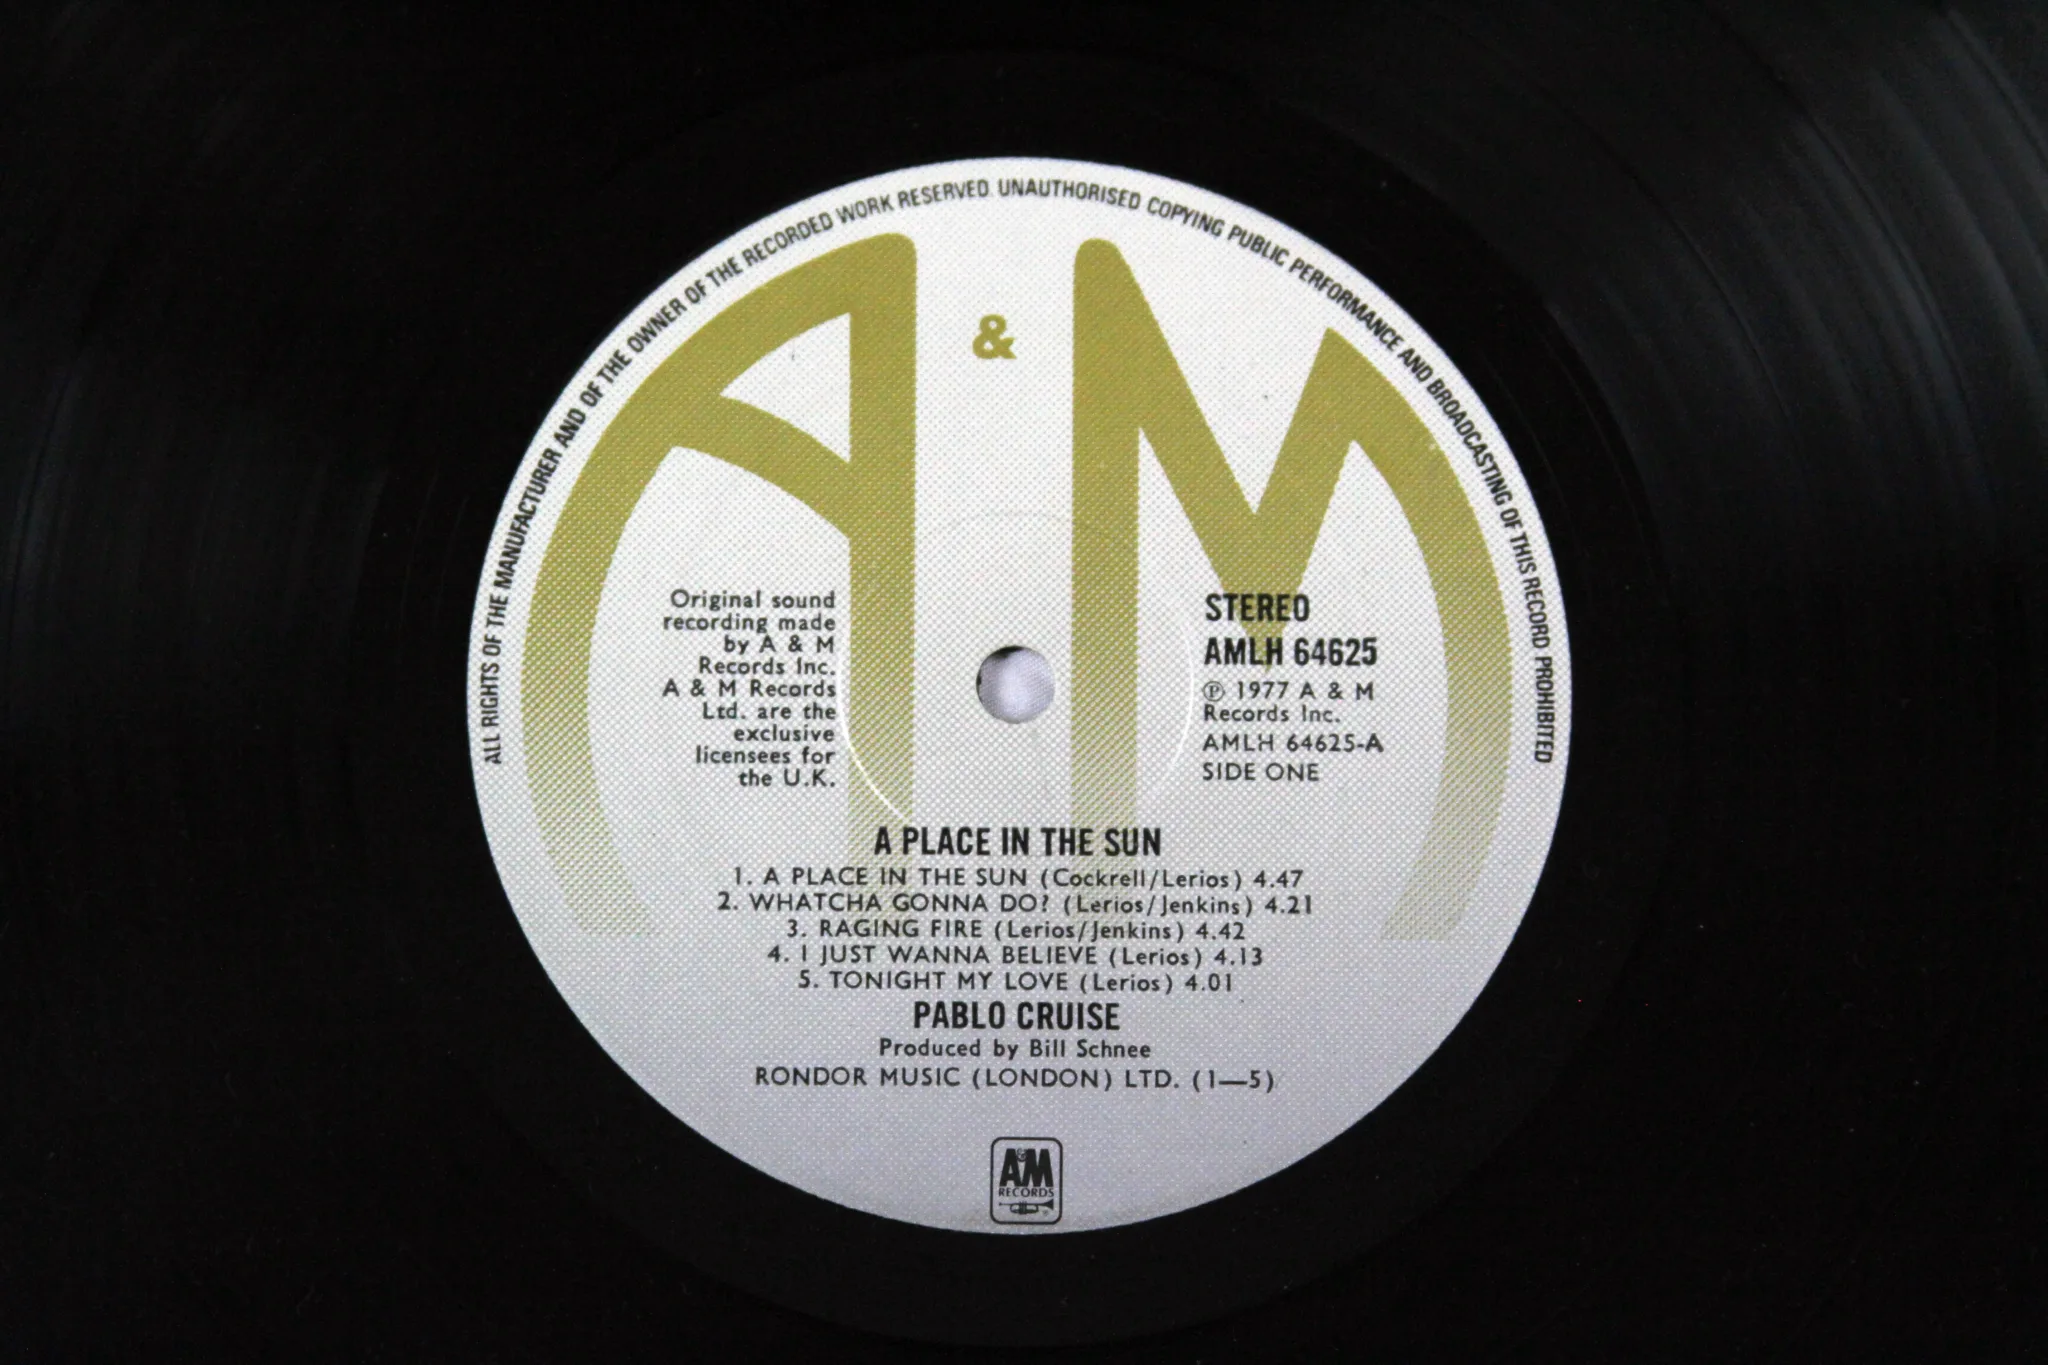 ALL RIGHTS OF THE MANUFACTURER AND OF THE OWNER OF THE RECORDED WORK RESERVED. UNAUTHORISED COPYING PUBLIC PERFORMANCE AND BROADCASTING OF THIS RECORD PROHIBITED
A & M
Original sound
recording made
by A & M
Records Inc.
A & M Records
Ltd. are the
exclusive
licensees for
the U.K.
STEREO
AMLH 64625
℗ 1977 A & M
Records Inc.
AMLH 64625-A
SIDE ONE
A PLACE IN THE SUN
1. A PLACE IN THE SUN (Cockrell/Lerios) 4.47
2. WHATCHA GONNA DO? (Lerios/Jenkins) 4.21
3. RAGING FIRE (Lerios/Jenkins) 4.42
4. I JUST WANNA BELIEVE (Lerios) 4.13
5. TONIGHT MY LOVE (Lerios) 4.01
PABLO CRUISE
Produced by Bill Schnee
RONDOR MUSIC (LONDON) LTD. (1—5)
A&M
RECORDS